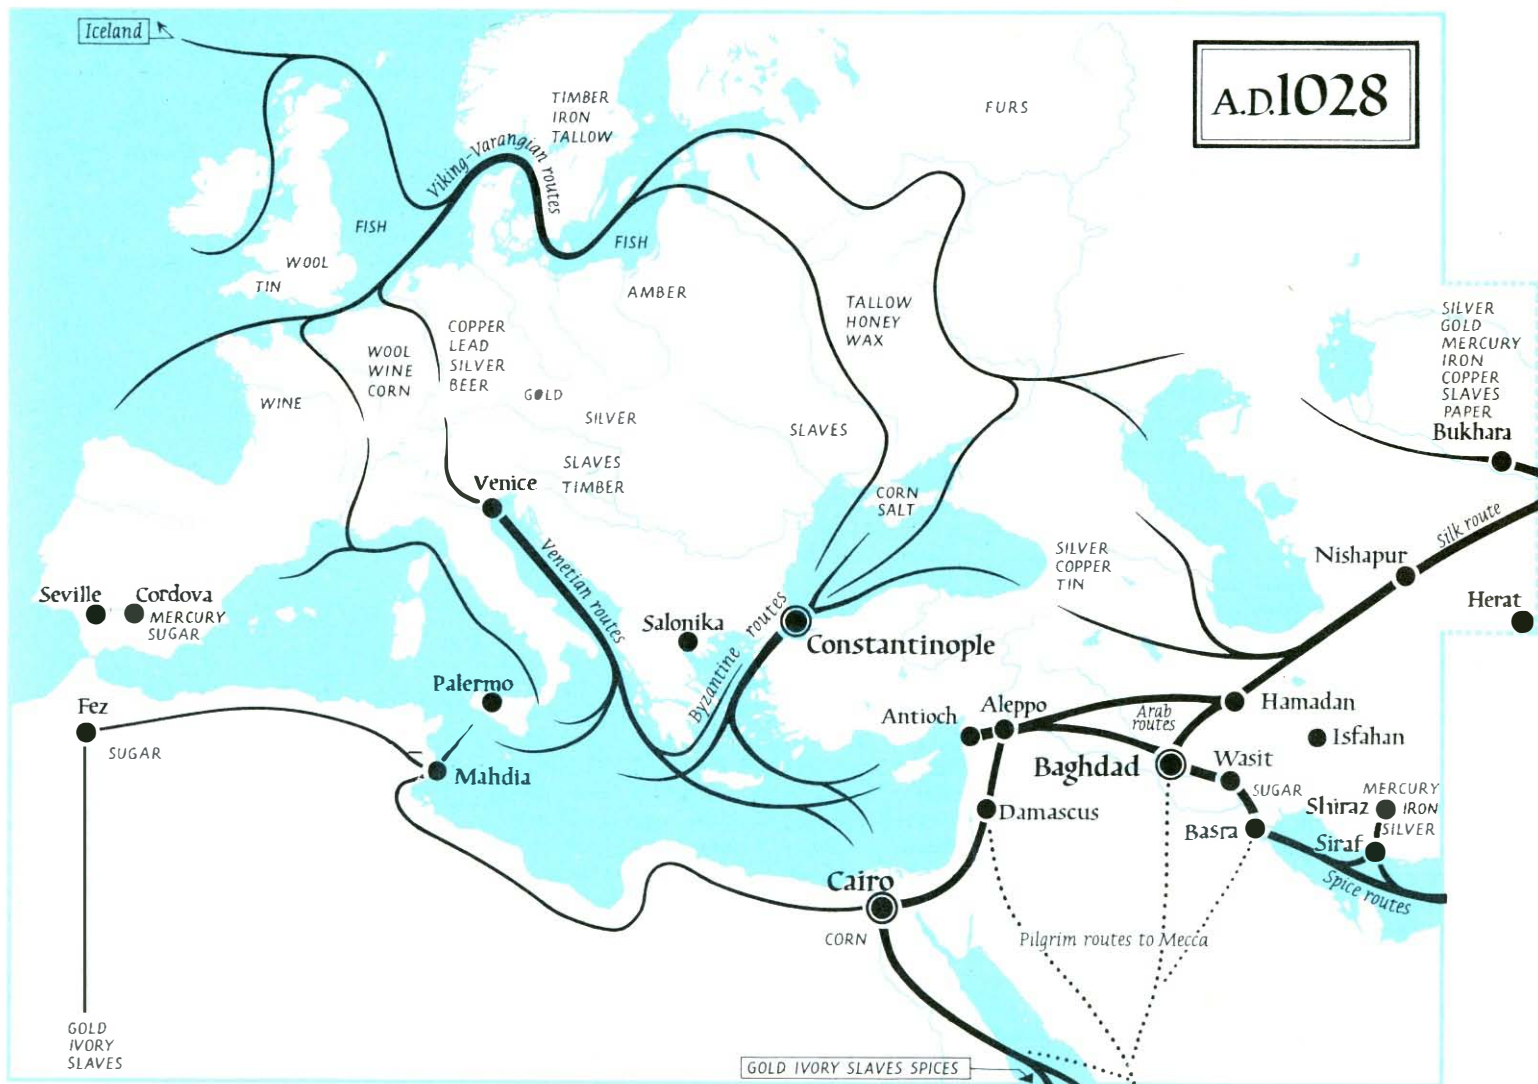 Iceland
A.D.1028
TIMBER
IRON
TALLOW
FURS
Viking-Varangian routes
FISH
FISH
WOOL
TIN
AMBER
TALLOW
HONEY
WAX
COPPER
LEAD
SILVER
BEER
WOOL
WINE
CORN
WINE
GOLD
SILVER
SLAVES
SLAVES
TIMBER
SILVER
GOLD
MERCURY
IRON
COPPER
SLAVES
PAPER
Bukhara
Venice
CORN
SALT
Silk route
Venetian routes
SILVER
COPPER
TIN
Nishapur
Seville
Cordova
MERCURY
SUGAR
Salonika
Byzantine routes
Constantinople
Herat
Palermo
Fez
SUGAR
Mahdia
Antioch
Aleppo
Arab
routes
Hamadan
Isfahan
Baghdad
Wasit
SUGAR
Damascus
Basra
Shiraz
MERCURY
IRON
SILVER
Siraf
Spice routes
Cairo
CORN
Pilgrim routes to Mecca
GOLD
IVORY
SLAVES
GOLD IVORY SLAVES SPICES